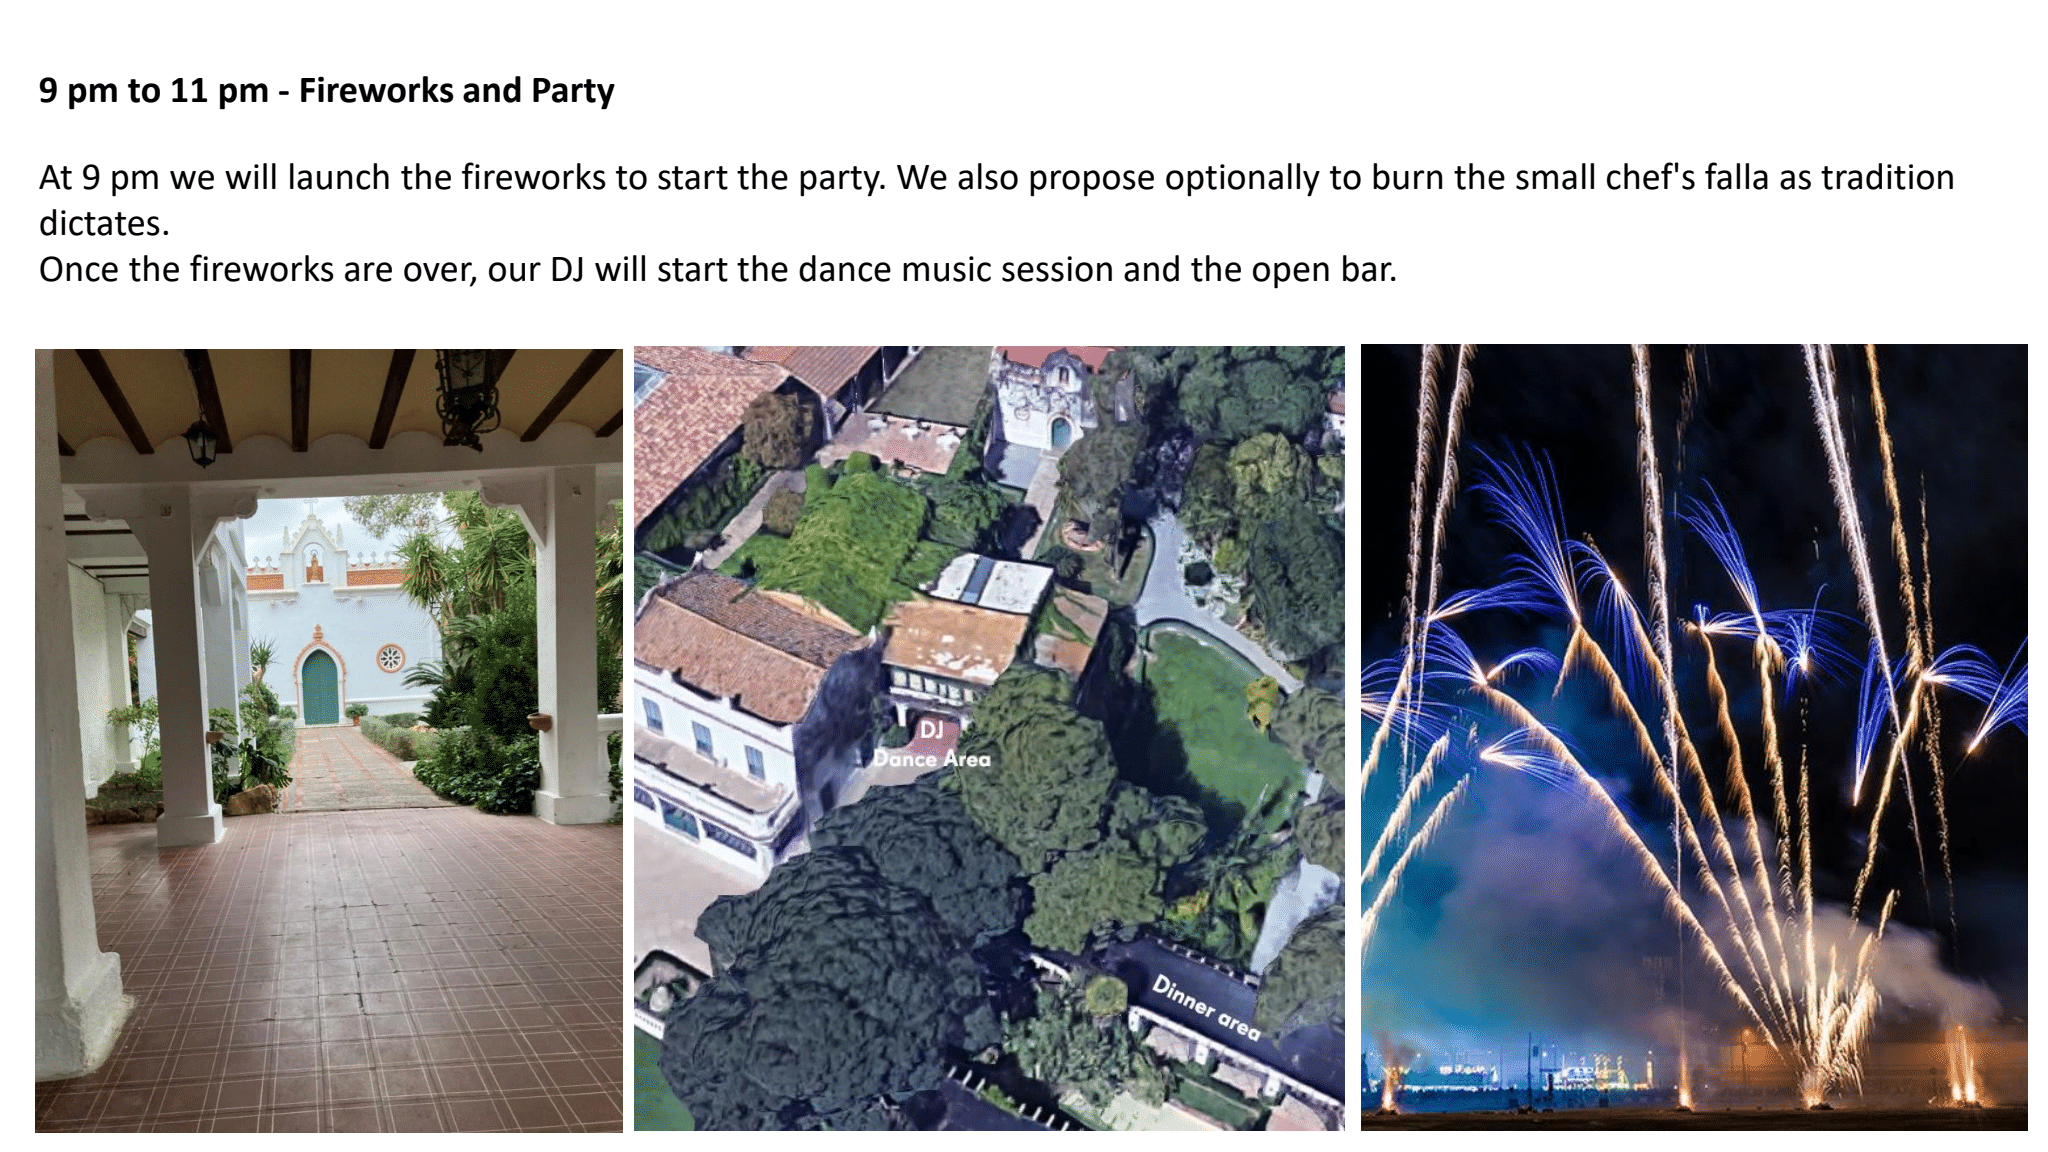 9 pm to 11 pm - Fireworks and Party
At 9 pm we will launch the fireworks to start the party. We also propose optionally to burn the small chef's falla as tradition
dictates.
Once the fireworks are over, our DJ will start the dance music session and the open bar.
DJ
Dance Area
Dinner area